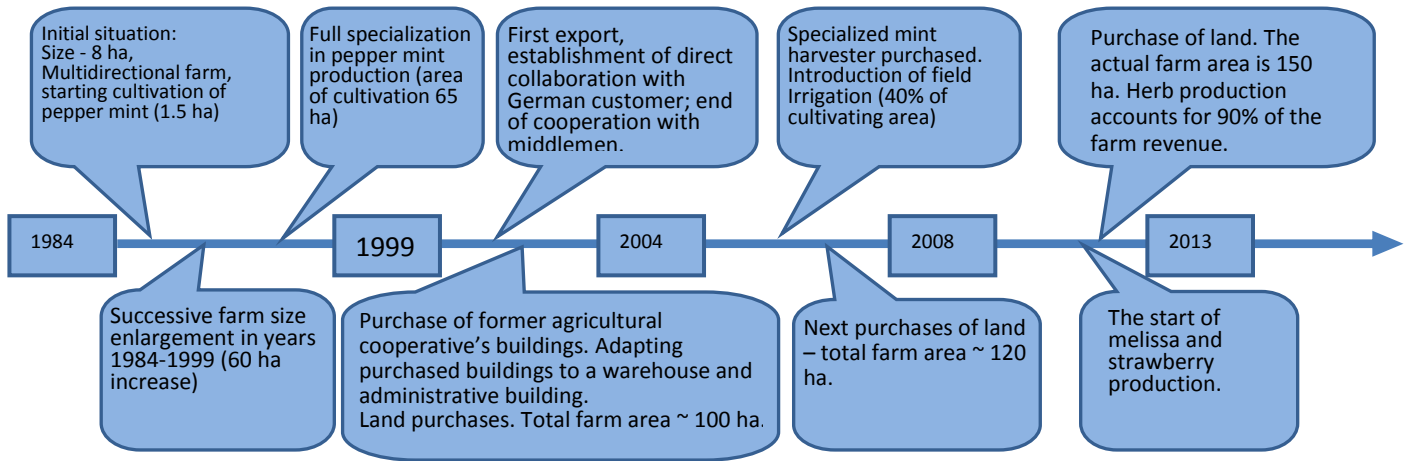 Initial situation:
Size - 8 ha,
Multidirectional farm,
starting cultivation of
pepper mint (1.5 ha)
Full specialization
in pepper mint
production (area
of cultivation 65
ha)
First export,
establishment of direct
collaboration with
German customer; end
of cooperation with
middlemen.
Specialized mint
harvester purchased.
Introduction of field
Irrigation (40% of
cultivating area)
Purchase of land. The
actual farm area is 150
ha. Herb production
accounts for 90% of the
farm revenue.
1984
1999
2004
2008
2013
Successive farm size
enlargement in years
1984-1999 (60 ha
increase)
Purchase of former agricultural
cooperative’s buildings. Adapting
purchased buildings to a warehouse and
administrative building.
Land purchases. Total farm area ~ 100 ha.
Next purchases of land
– total farm area ~ 120
ha.
The start of
melissa and
strawberry
production.